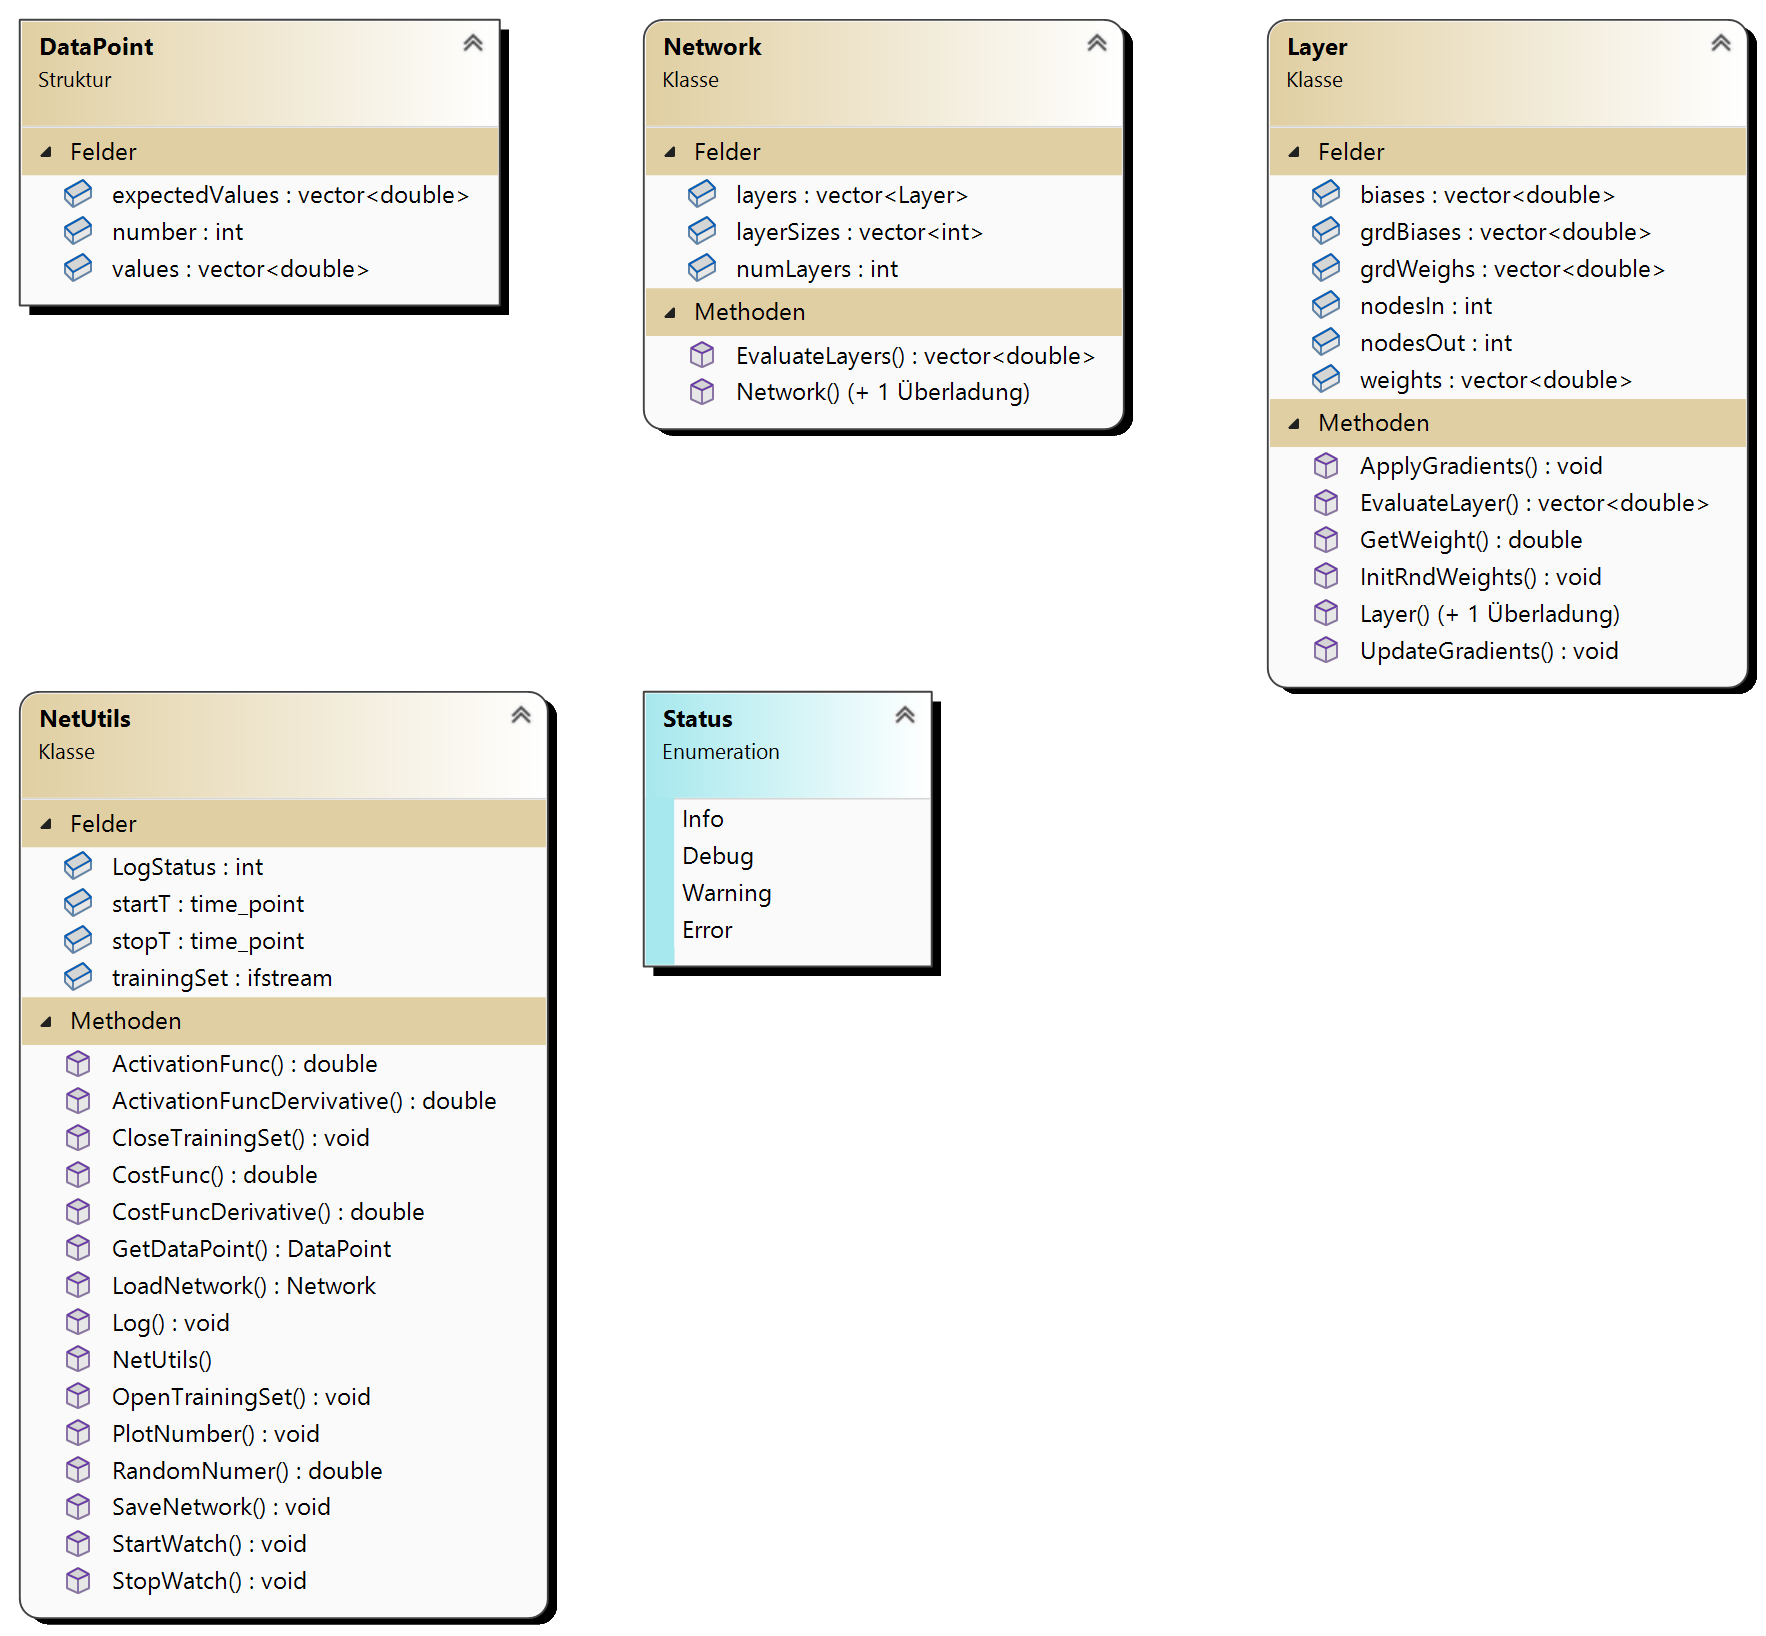 DataPoint
Struktur
Felder
expectedValues : vector<double>
number : int
values : vector<double>
Network
Klasse
Felder
layers : vector<Layer>
layerSizes : vector<int>
numLayers : int
Methoden
EvaluateLayers() : vector<double>
Network() (+ 1 Überladung)
Layer
Klasse
Felder
biases : vector<double>
grdBiases : vector<double>
grdWeighs : vector<double>
nodesIn : int
nodesOut : int
weights : vector<double>
Methoden
ApplyGradients() : void
EvaluateLayer() : vector<double>
GetWeight() : double
InitRndWeights() : void
Layer() (+ 1 Überladung)
UpdateGradients() : void
NetUtils
Klasse
Felder
LogStatus : int
startT : time_point
stopT : time_point
trainingSet : ifstream
Methoden
ActivationFunc() : double
ActivationFuncDervivative() : double
CloseTrainingSet() : void
CostFunc() : double
CostFuncDerivative() : double
GetDataPoint() : DataPoint
LoadNetwork() : Network
Log() : void
NetUtils()
OpenTrainingSet() : void
PlotNumber() : void
RandomNumer() : double
SaveNetwork() : void
StartWatch() : void
StopWatch() : void
Status
Enumeration
Info
Debug
Warning
Error